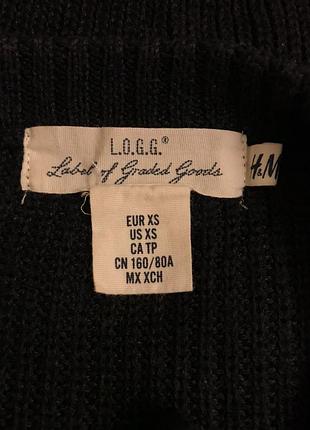 L.O.G.G.®
Label of Graded Goods
H&M
EUR XS
US XS
CA TP
CN 160/80A
MX XCH